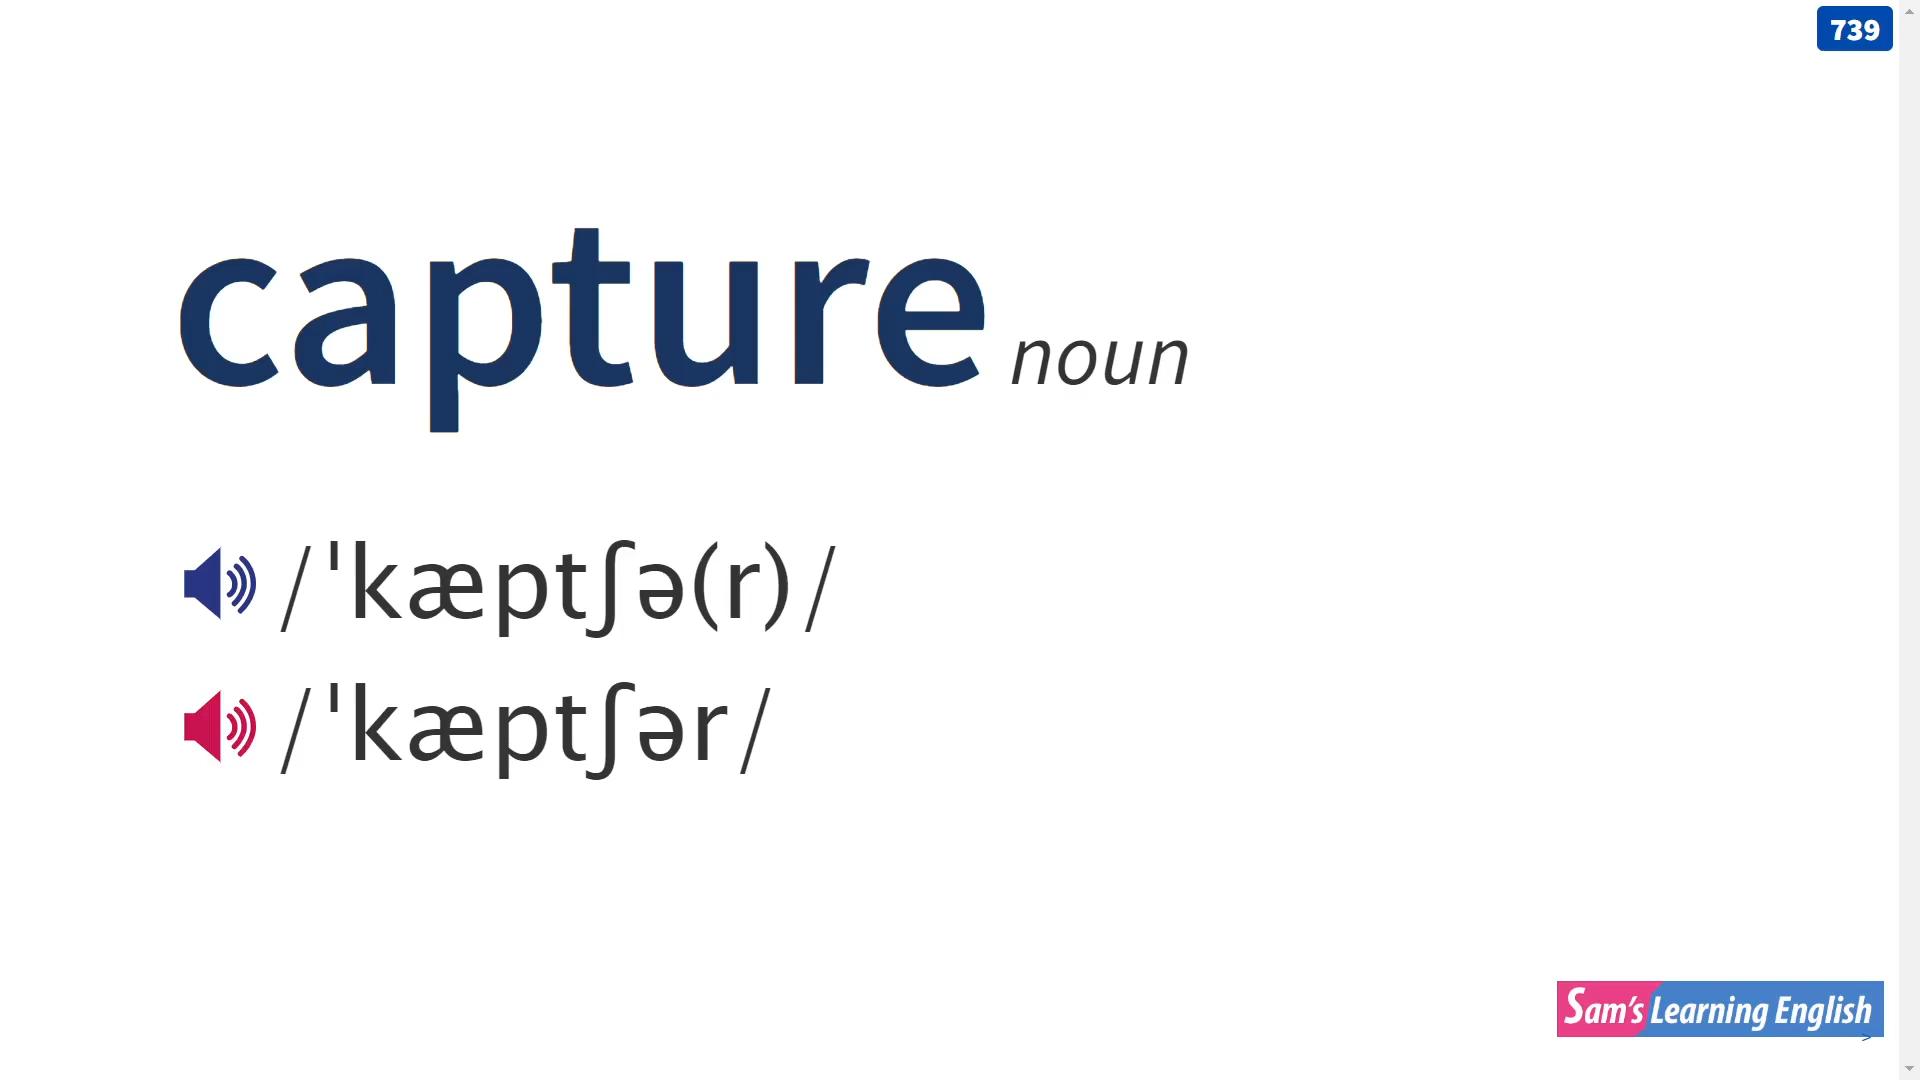 739
capture noun
/ˈkæptʃə(r)/
/ˈkæptʃər/
Sam's Learning English
>